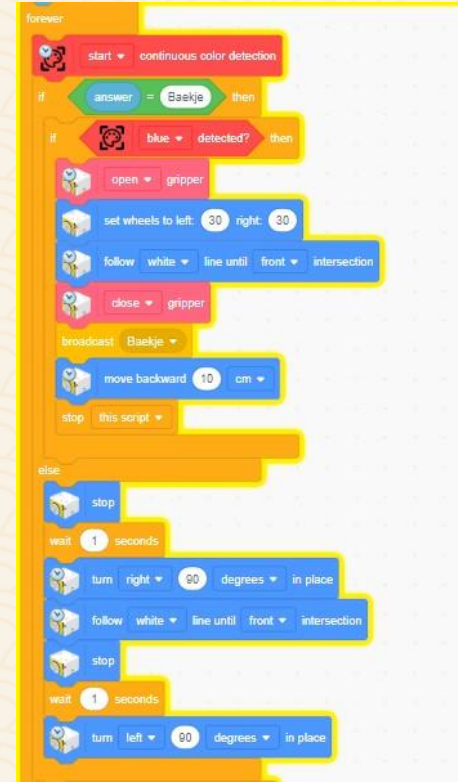 forever
start continuous color detection
if answer = Baekje then
if blue detected? then
open gripper
set wheels to left: 30 right: 30
follow white line until front intersection
close gripper
broadcast Baekje
move backward 10 cm
stop this script
else
stop
wait 1 seconds
turn right 90 degrees in place
follow white line until front intersection
stop
wait 1 seconds
turn left 90 degrees in place